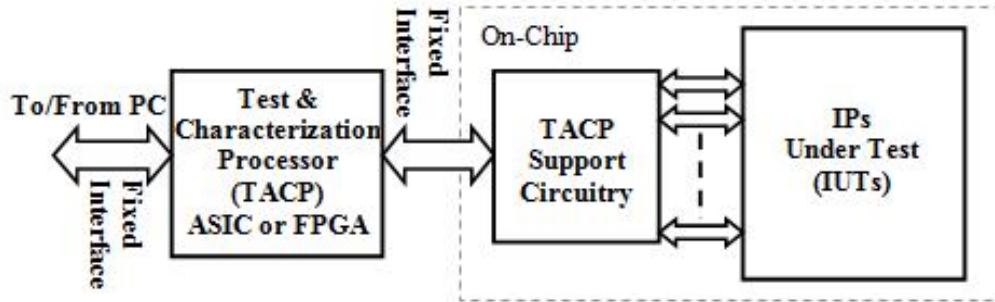 To/From PC
Fixed
Interface
Test &
Characterization
Processor
(TACP)
ASIC or FPGA
Fixed
Interface
On-Chip
TACP
Support
Circuitry
IPs
Under Test
(IUTs)